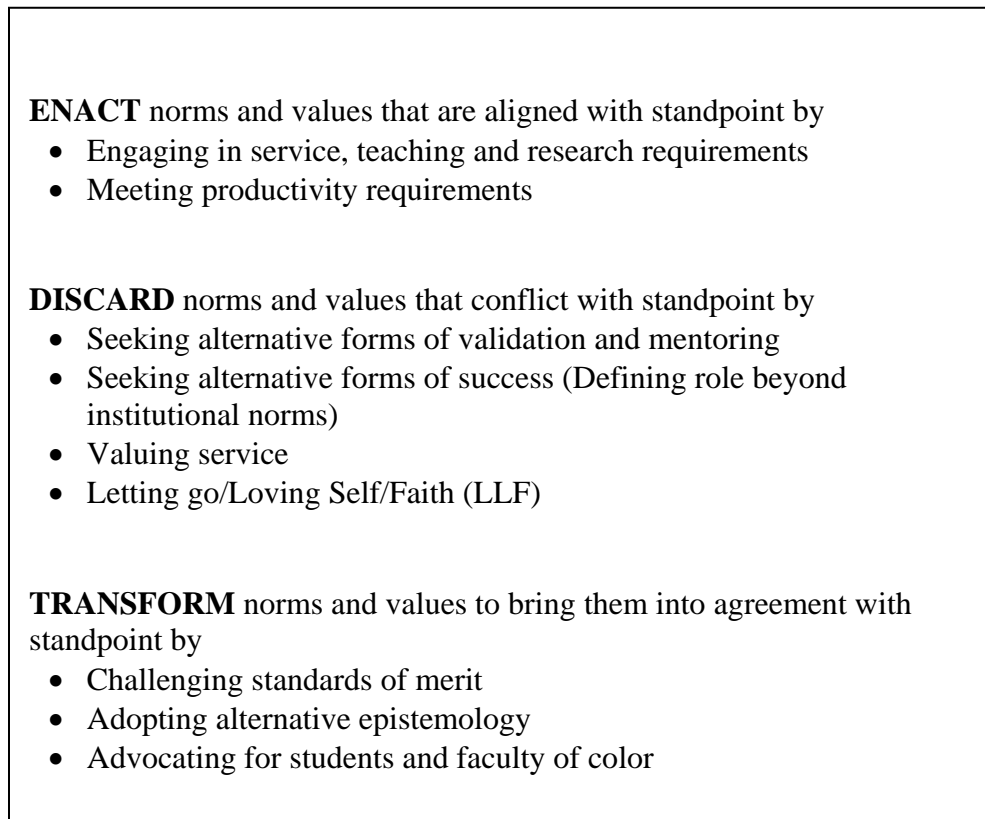 ENACT norms and values that are aligned with standpoint by
• Engaging in service, teaching and research requirements
• Meeting productivity requirements
DISCARD norms and values that conflict with standpoint by
• Seeking alternative forms of validation and mentoring
• Seeking alternative forms of success (Defining role beyond
institutional norms)
• Valuing service
• Letting go/Loving Self/Faith (LLF)
TRANSFORM norms and values to bring them into agreement with
standpoint by
• Challenging standards of merit
• Adopting alternative epistemology
• Advocating for students and faculty of color